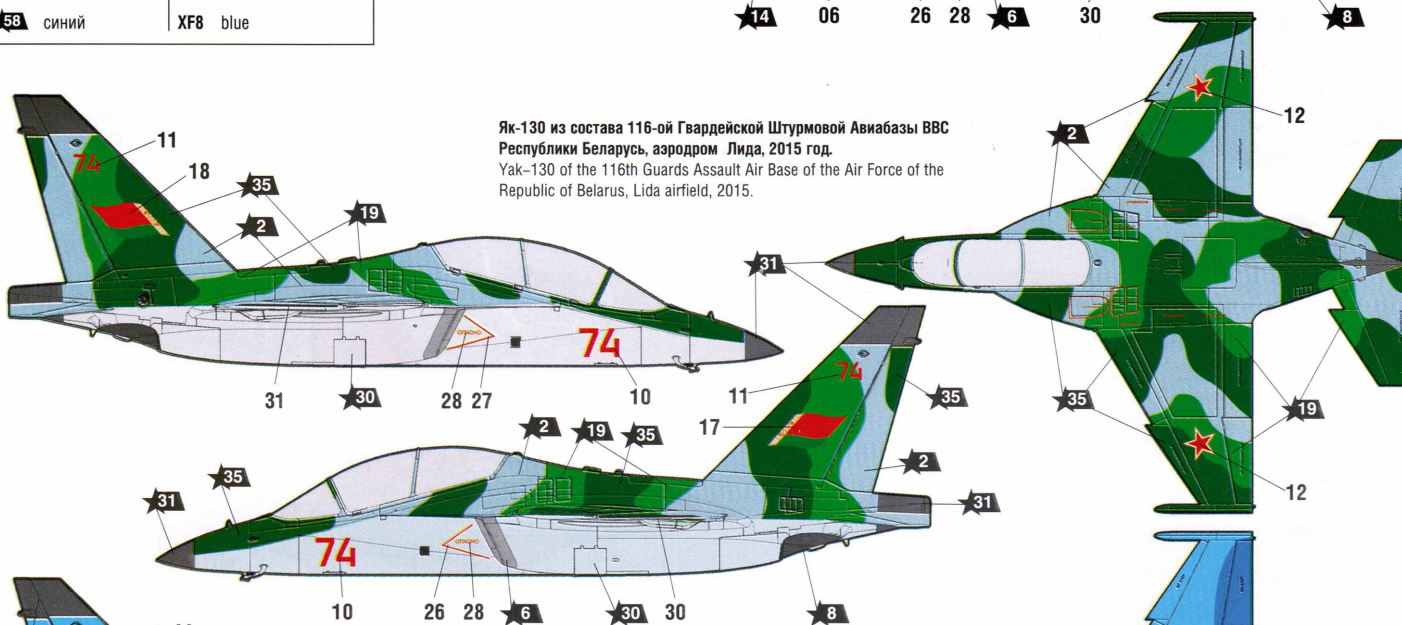 58 синий XF8 blue
14 06 26 28 6 30 8
Як-130 из состава 116-ой Гвардейской Штурмовой Авиабазы ВВС
Республики Беларусь, аэродром Лида, 2015 год.
Yak–130 of the 116th Guards Assault Air Base of the Air Force of the
Republic of Belarus, Lida airfield, 2015.
11
74
18
35
2
19
31
ОПАСНО
74
31 30 28 27 10
2
12
35
19
12
11
74
17
35
2
31
2 19 35
35
31
74
ОПАСНО
10 26 28 6 30 30 8